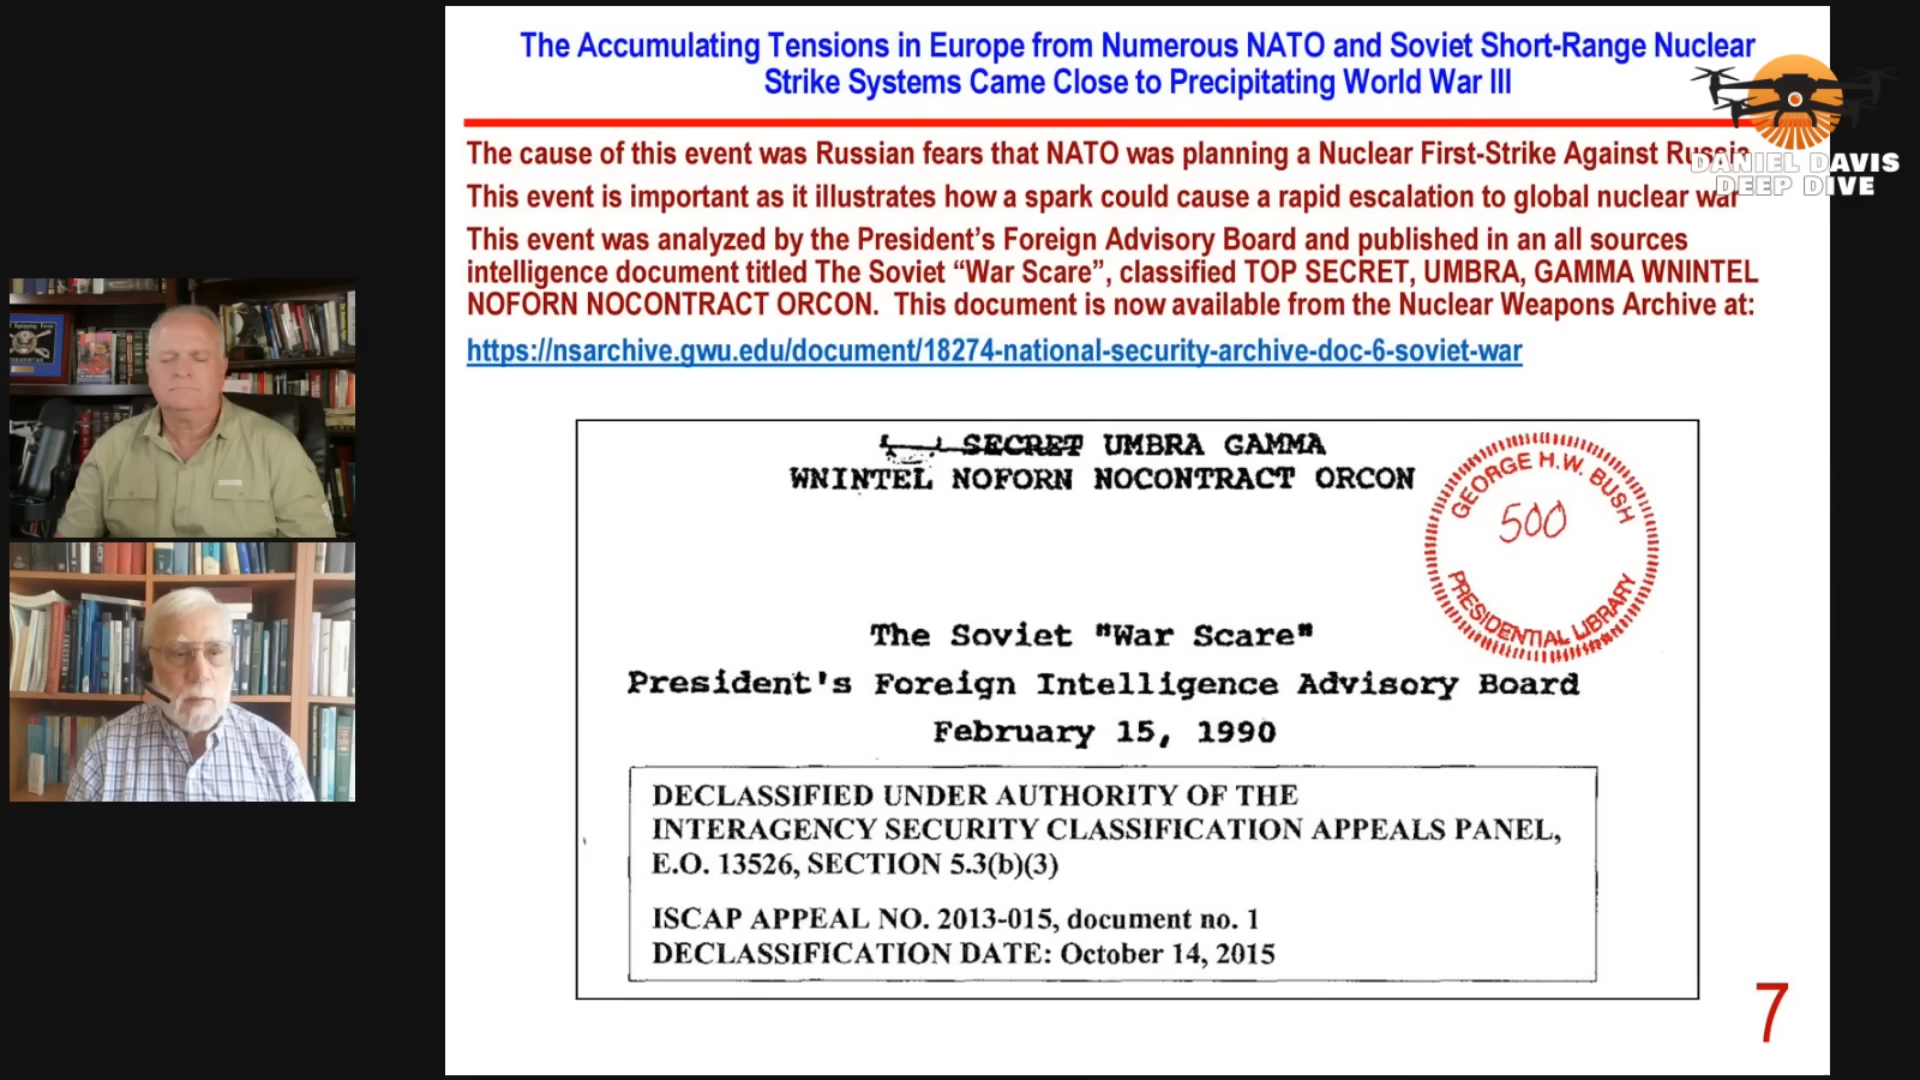 The Accumulating Tensions in Europe from Numerous NATO and Soviet Short-Range Nuclear
Strike Systems Came Close to Precipitating World War III
DANIEL DAVIS
DEEP DIVE
The cause of this event was Russian fears that NATO was planning a Nuclear First-Strike Against Russia
This event is important as it illustrates how a spark could cause a rapid escalation to global nuclear war
This event was analyzed by the President's Foreign Advisory Board and published in an all sources
intelligence document titled The Soviet “War Scare”, classified TOP SECRET, UMBRA, GAMMA WNINTEL
NOFORN NOCONTRACT ORCON. This document is now available from the Nuclear Weapons Archive at:
https://nsarchive.gwu.edu/document/18274-national-security-archive-doc-6-soviet-war
SECRET UMBRA GAMMA
WNINTEL NOFORN NOCONTRACT ORCON
GEORGE H.W. BUSH
500
PRESIDENTIAL LIBRARY
The Soviet "War Scare"
President's Foreign Intelligence Advisory Board
February 15, 1990
DECLASSIFIED UNDER AUTHORITY OF THE
INTERAGENCY SECURITY CLASSIFICATION APPEALS PANEL,
E.O. 13526, SECTION 5.3(b)(3)
ISCAP APPEAL NO. 2013-015, document no. 1
DECLASSIFICATION DATE: October 14, 2015
7